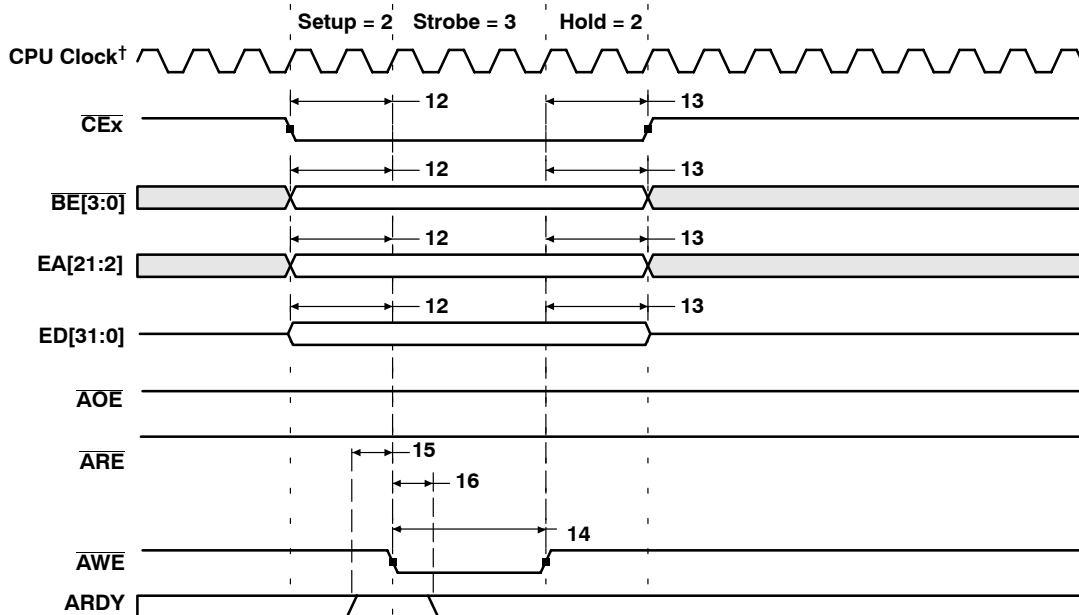 Setup = 2 Strobe = 3 Hold = 2
CPU Clock†
12 13
CEx
12 13
BE[3:0]
12 13
EA[21:2]
12 13
ED[31:0]
AOE
15
ARE
16
14
AWE
ARDY